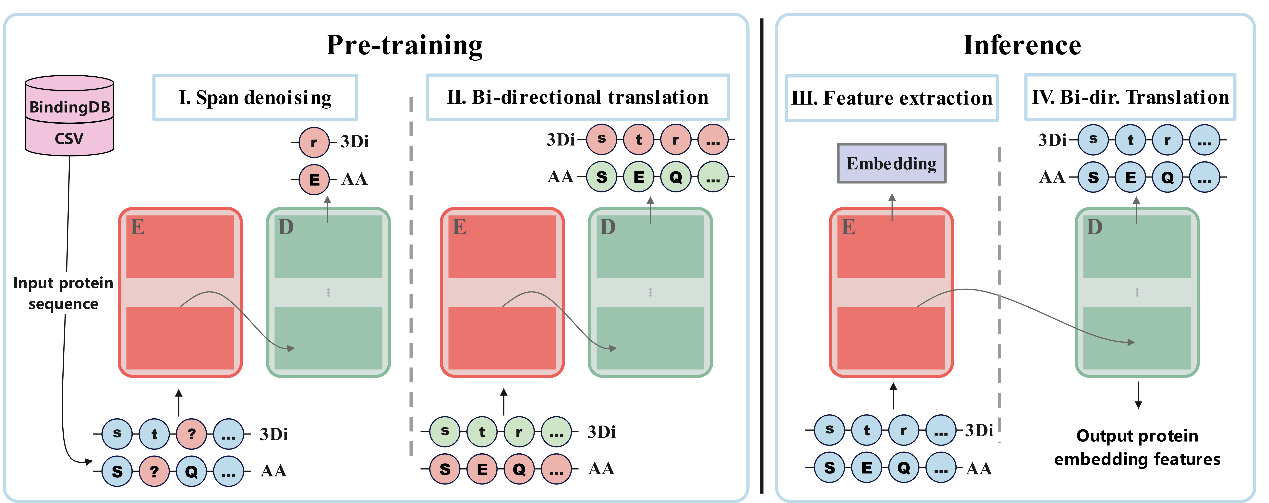 Pre-training
Inference
BindingDB
CSV
I. Span denoising
II. Bi-directional translation
III. Feature extraction
IV. Bi-dir. Translation
r 3Di
E AA
3Di s t r ...
AA S E Q ...
Embedding
3Di s t r ...
AA S E Q ...
E
D
E
D
E
D
Input protein
sequence
s t ? ... 3Di
S ? Q ... AA
s t r ... 3Di
S E Q ... AA
s t r ... 3Di
S E Q ... AA
Output protein
embedding features